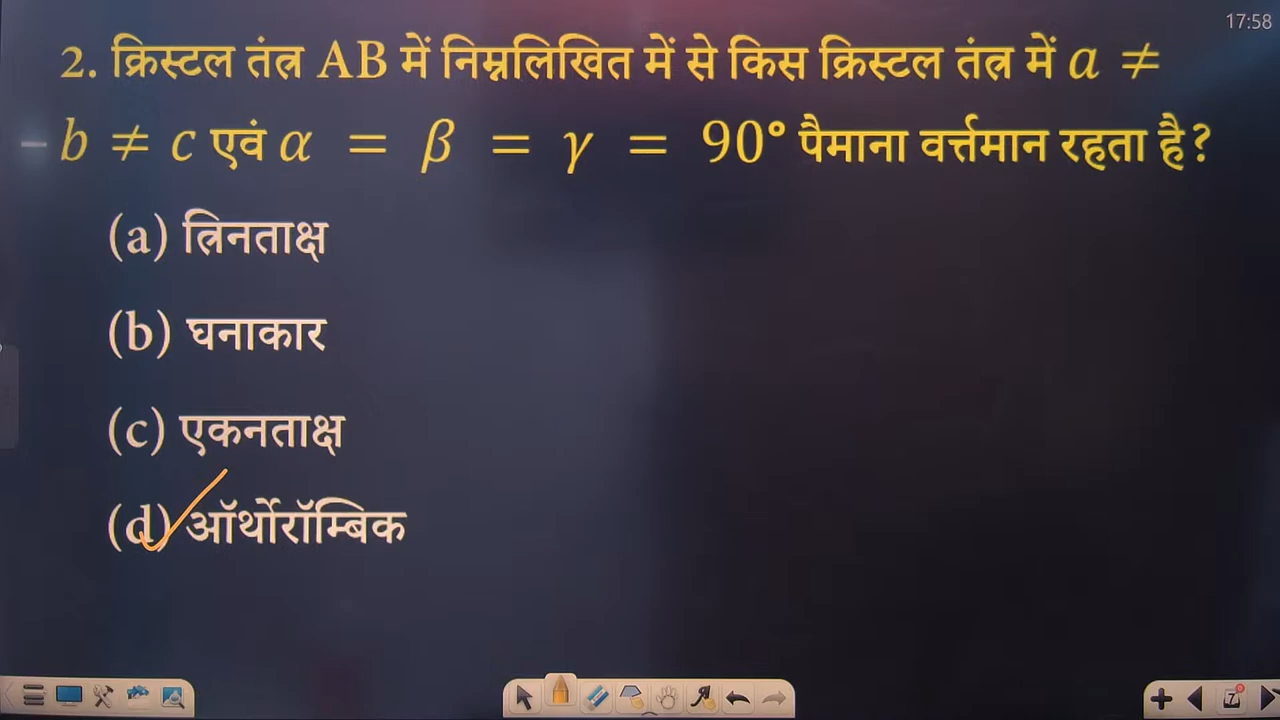 17:58
2. क्रिस्टल तंत्र AB में निम्नलिखित में से किस क्रिस्टल तंत्र में a ≠
b ≠ c एवं α = β = γ = 90° पैमाना वर्त्तमान रहता है?
(a) त्रिनताक्ष
(b) घनाकार
(c) एकनताक्ष
(d) ऑर्थोरॉम्बिक